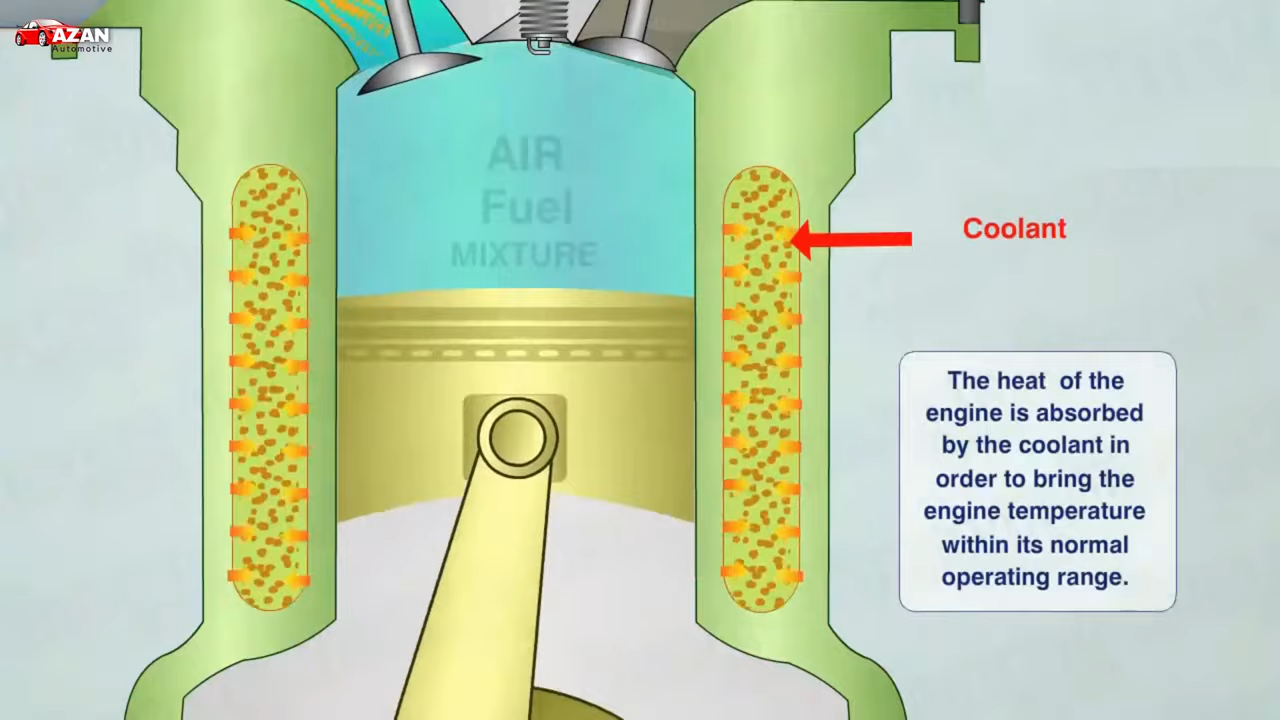 AZAN
Automotive
AIR
Fuel
MIXTURE
Coolant
The heat of the
engine is absorbed
by the coolant in
order to bring the
engine temperature
within its normal
operating range.